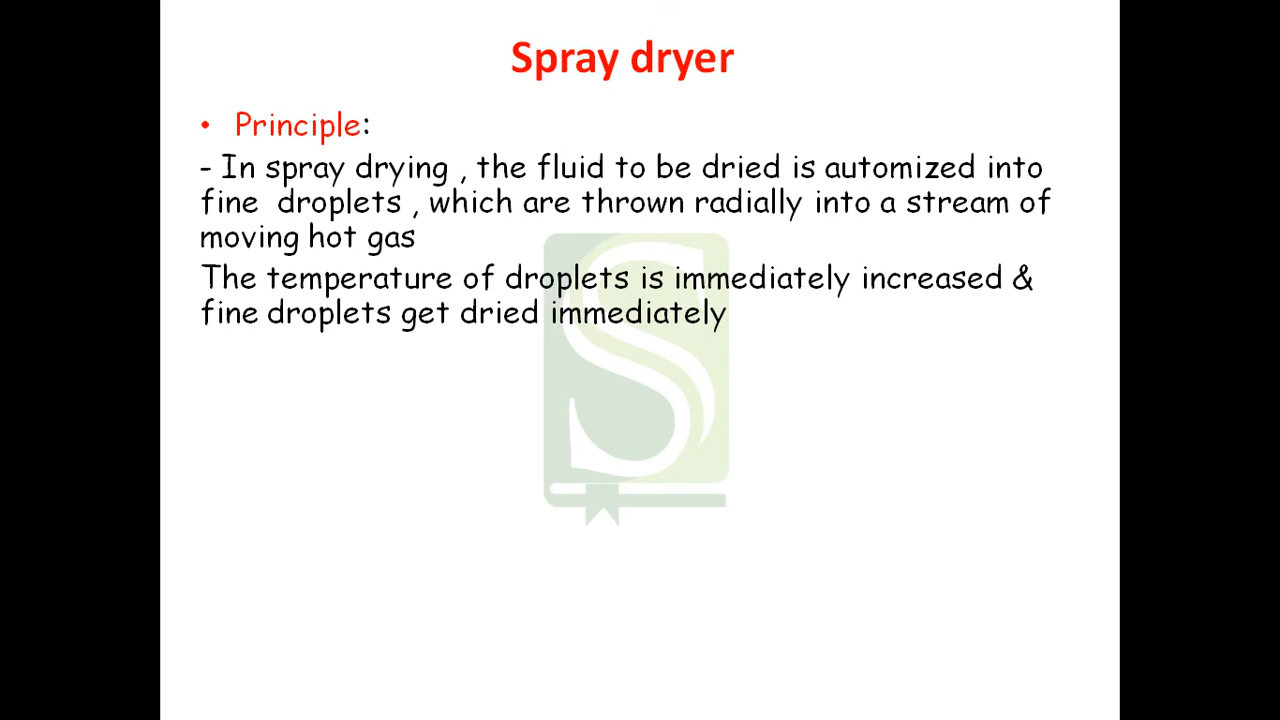 Spray dryer
• Principle:
- In spray drying , the fluid to be dried is automized into
fine droplets , which are thrown radially into a stream of
moving hot gas
The temperature of droplets is immediately increased &
fine droplets get dried immediately